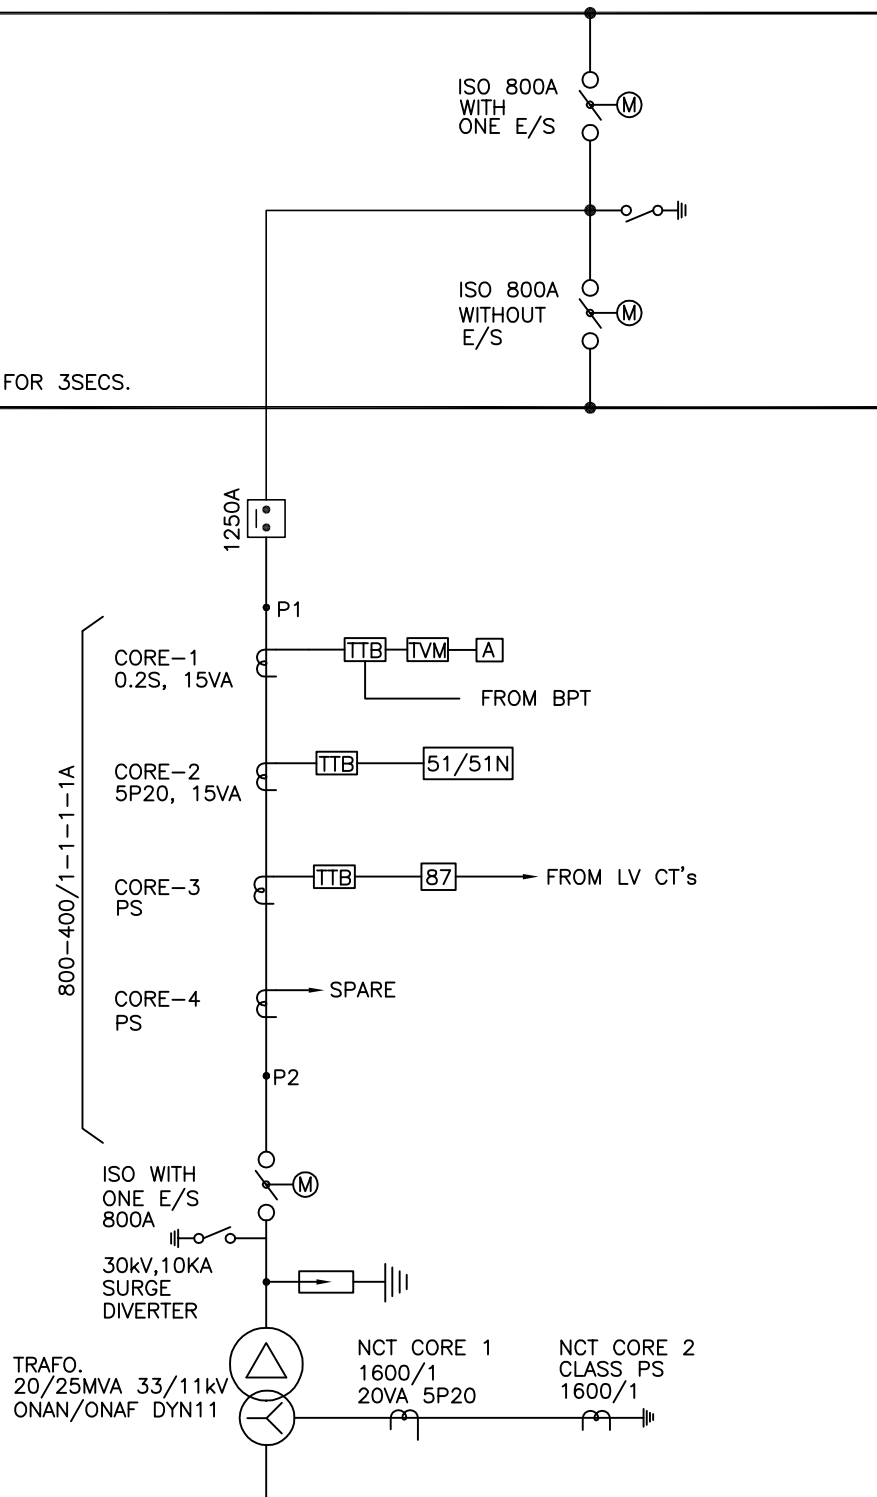 ISO 800A
WITH
ONE E/S
M
ISO 800A
WITHOUT
E/S
M
FOR 3SECS.
1250A
P1
CORE-1
0.2S, 15VA
TTB
TVM
A
FROM BPT
CORE-2
5P20, 15VA
TTB
51/51N
800-400/1-1-1-1A
CORE-3
PS
TTB
87
FROM LV CT's
CORE-4
PS
SPARE
P2
ISO WITH
ONE E/S
800A
M
30kV,10KA
SURGE
DIVERTER
TRAFO.
20/25MVA 33/11kV
ONAN/ONAF DYN11
NCT CORE 1
1600/1
20VA 5P20
NCT CORE 2
CLASS PS
1600/1